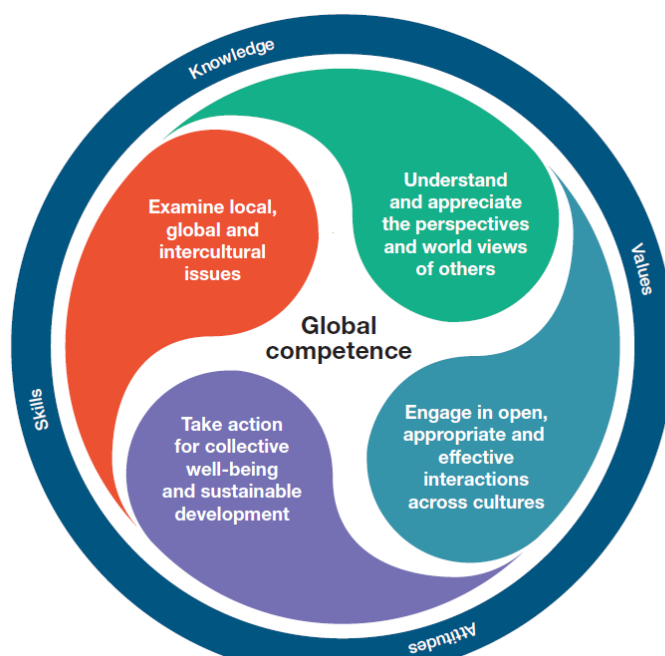 Knowledge
Examine local,
global and
intercultural
issues
Understand
and appreciate
the perspectives
and world views
of others
Values
Global
competence
Skills
Take action
for collective
well-being
and sustainable
development
Engage in open,
appropriate and
effective
interactions
across cultures
Attitudes